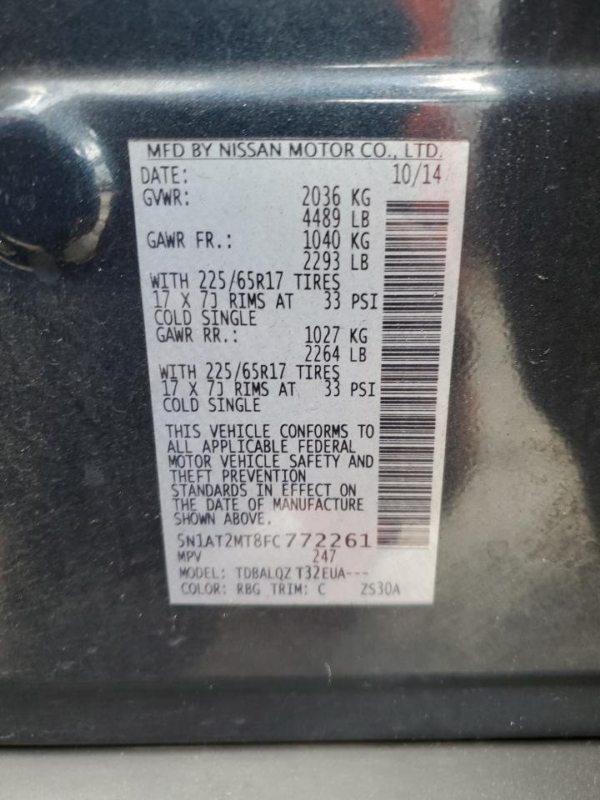 MFD BY NISSAN MOTOR CO., LTD.
DATE: 10/14
GVWR: 2036 KG
4489 LB
GAWR FR.: 1040 KG
2293 LB
WITH 225/65R17 TIRES
17 X 7J RIMS AT 33 PSI
COLD SINGLE
GAWR RR.: 1027 KG
2264 LB
WITH 225/65R17 TIRES
17 X 7J RIMS AT 33 PSI
COLD SINGLE
THIS VEHICLE CONFORMS TO
ALL APPLICABLE FEDERAL
MOTOR VEHICLE SAFETY AND
THEFT PREVENTION
STANDARDS IN EFFECT ON
THE DATE OF MANUFACTURE
SHOWN ABOVE.
5N1AT2MT8FC772261
MPV 247
MODEL: TDBALQZ T32EUA---
COLOR: RBG TRIM: C ZS30A